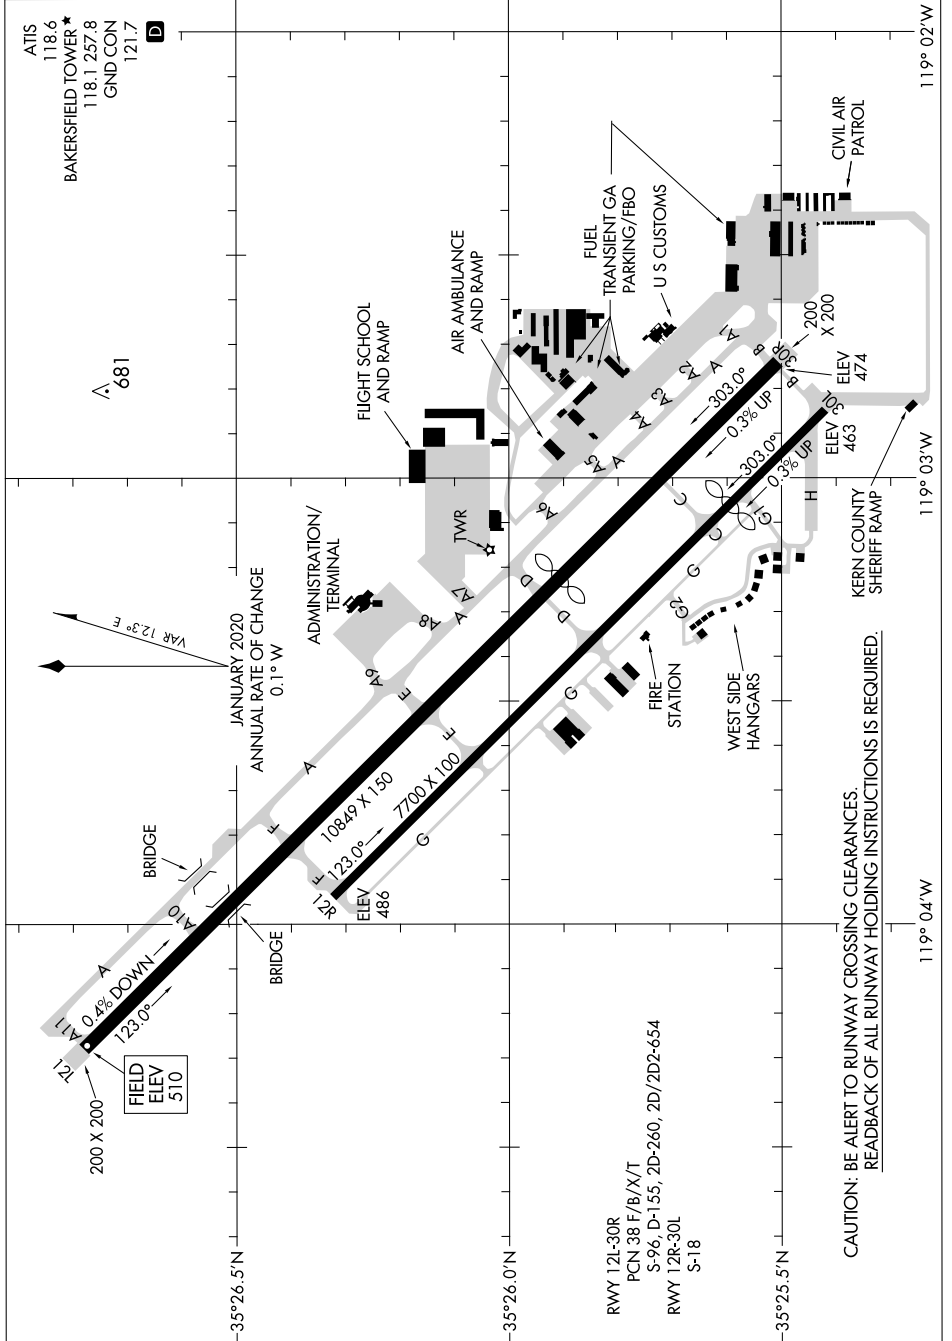 ATIS
118.6
BAKERSFIELD TOWER★
118.1 257.8
GND CON
121.7
D
681
JANUARY 2020
ANNUAL RATE OF CHANGE
0.1° W
VAR 12.3° E
FLIGHT SCHOOL
AND RAMP
AIR AMBULANCE
AND RAMP
FUEL
TRANSIENT GA
PARKING/FBO
U S CUSTOMS
CIVIL AIR
PATROL
ADMINISTRATION/
TERMINAL
TWR
BRIDGE
BRIDGE
12L
A11
A
0.4% DOWN
123.0°
A10
FIELD
ELEV
510
200 X 200
F
A
F
12R
ELEV
486
123.0°
10849 X 150
7700 X 100
G
E
E
A9
A8
A
A7
D
D
G
A6
A5
A
A4
A3
A2
A
A1
C
C
G
G2
G1
H
303.0°
0.3% UP
303.0°
0.3% UP
B
B
30R
30L
200
X 200
ELEV
474
ELEV
463
FIRE
STATION
WEST SIDE
HANGARS
KERN COUNTY
SHERIFF RAMP
35°26.5'N
35°26.0'N
35°25.5'N
119° 04'W
119° 03'W
119° 02'W
RWY 12L-30R
PCN 38 F/B/X/T
S-96, D-155, 2D-260, 2D/2D2-654
RWY 12R-30L
S-18
CAUTION: BE ALERT TO RUNWAY CROSSING CLEARANCES.
READBACK OF ALL RUNWAY HOLDING INSTRUCTIONS IS REQUIRED.